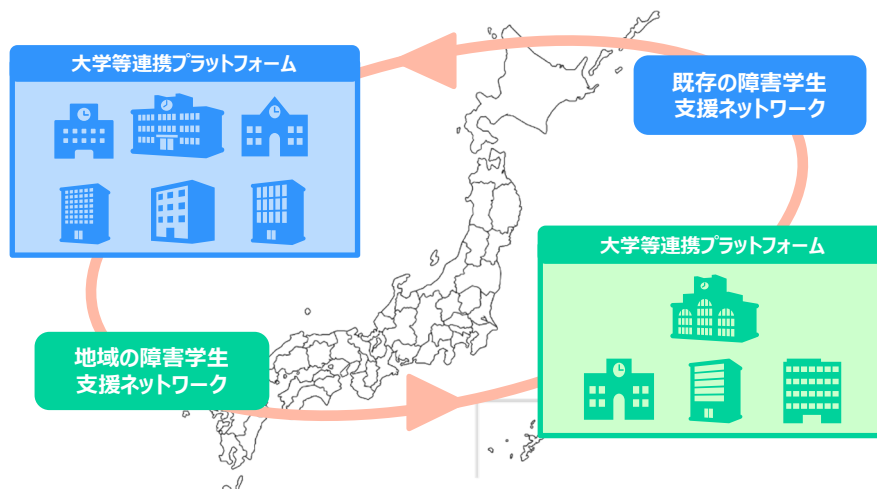 大学等連携プラットフォーム
既存の障害学生
支援ネットワーク
大学等連携プラットフォーム
地域の障害学生
支援ネットワーク